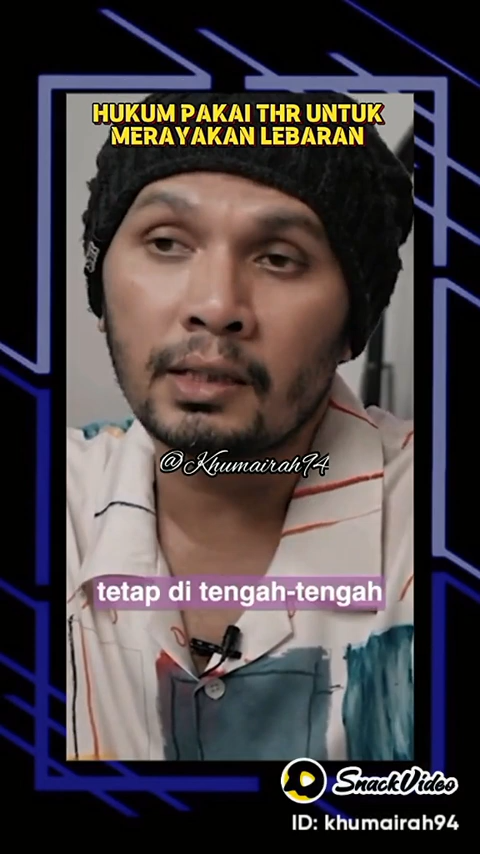 HUKUM PAKAI THR UNTUK
MERAYAKAN LEBARAN
@Khumairah94
tetap di tengah-tengah
SnackVideo
ID: khumairah94